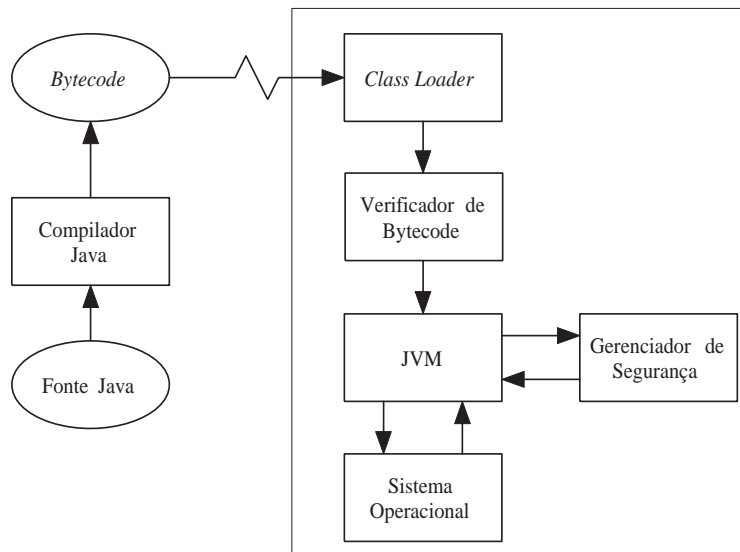 Bytecode
Class Loader
Verificador de
Bytecode
Compilador
Java
JVM
Gerenciador de
Segurança
Fonte Java
Sistema
Operacional